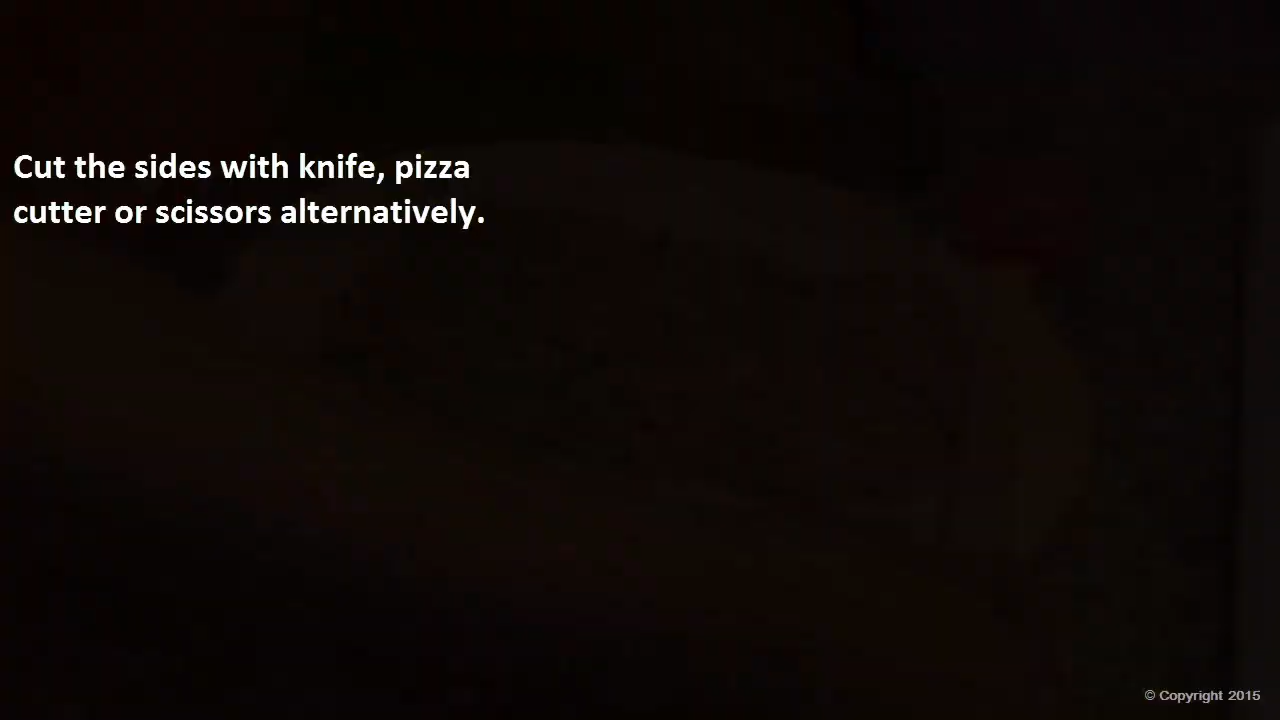 Cut the sides with knife, pizza
cutter or scissors alternatively.
© Copyright 2015